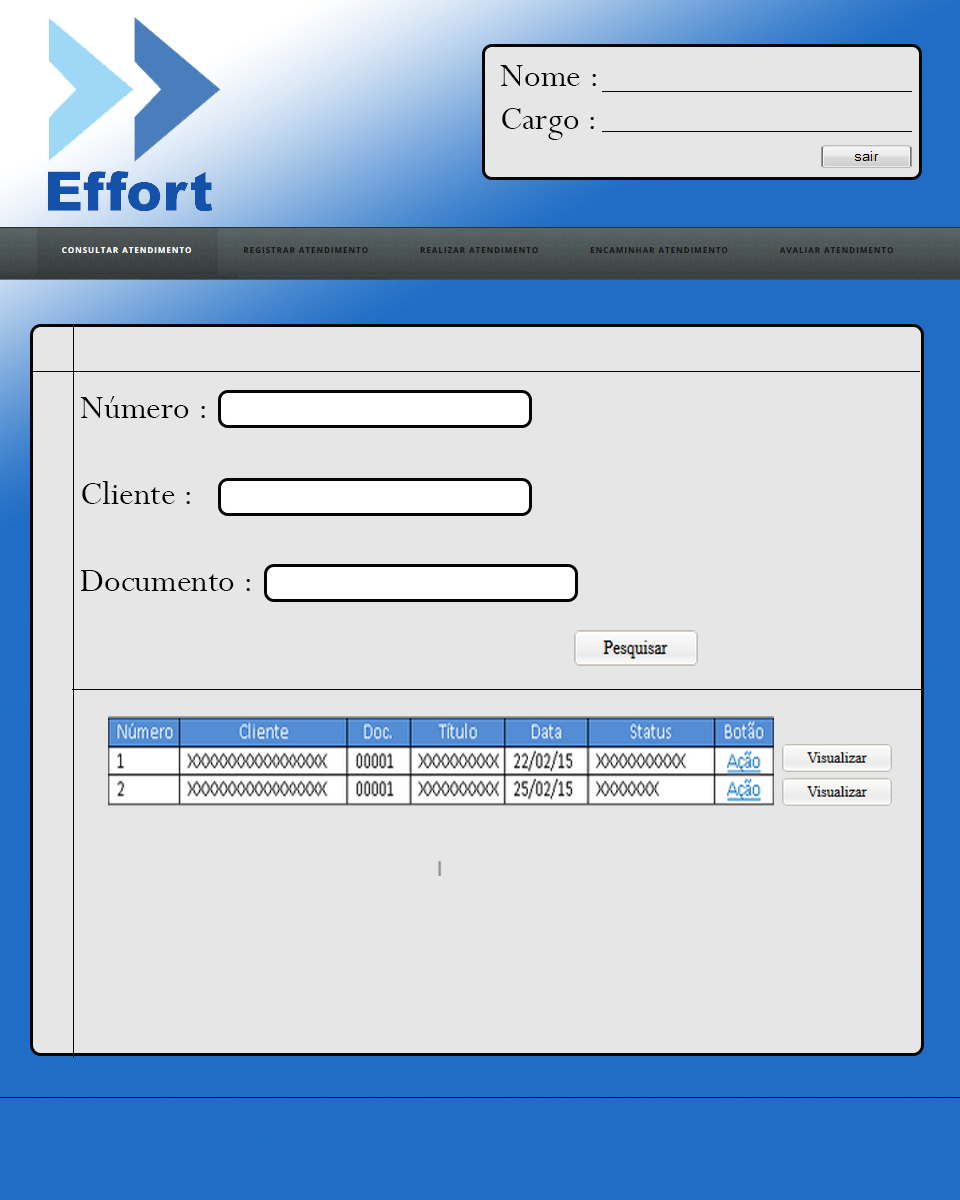 Effort
Nome :
Cargo :
sair
CONSULTAR ATENDIMENTO REGISTRAR ATENDIMENTO REALIZAR ATENDIMENTO ENCAMINHAR ATENDIMENTO AVALIAR ATENDIMENTO
Número :
Cliente :
Documento :
Pesquisar
Número Cliente Doc. Título Data Status Botão
1 XXXXXXXXXXXXXXXX 00001 XXXXXXXXX 22/02/15 XXXXXXXXXX Ação Visualizar
2 XXXXXXXXXXXXXXXX 00001 XXXXXXXXX 25/02/15 XXXXXXX Ação Visualizar